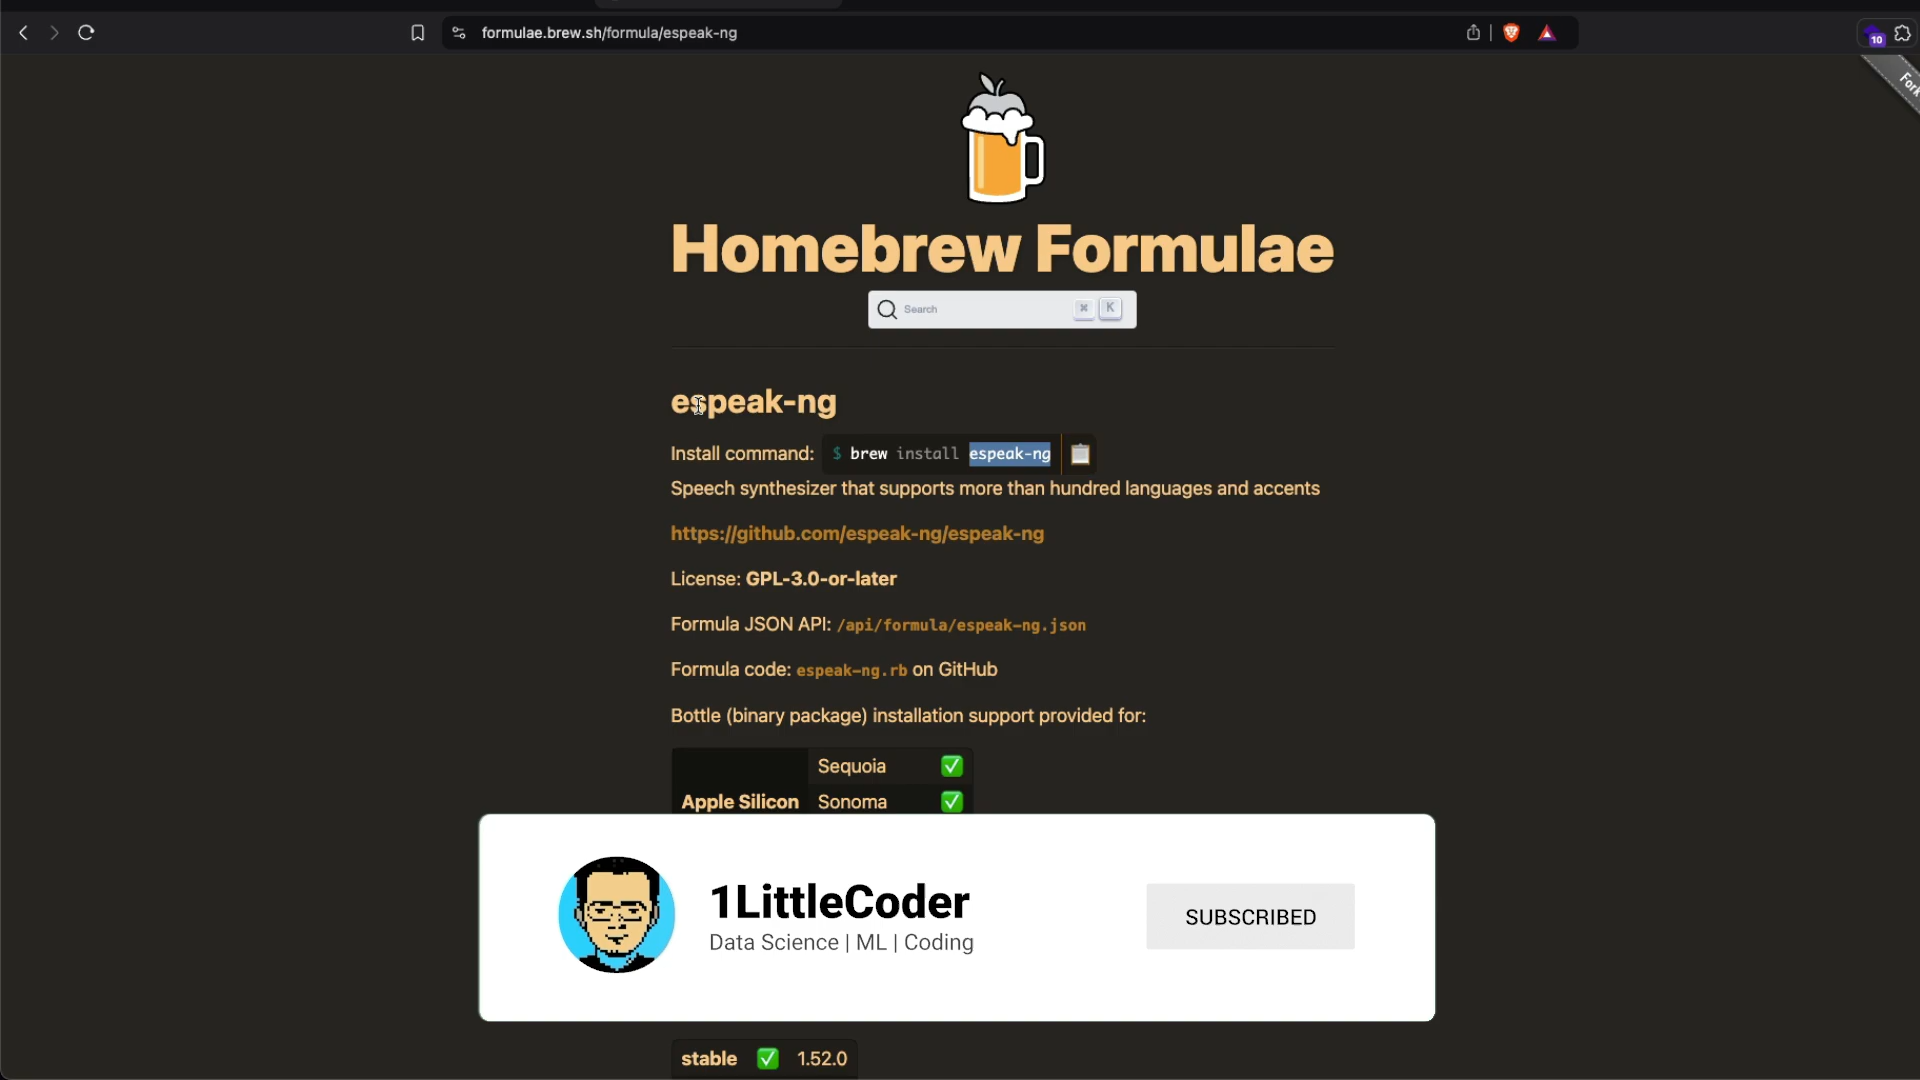 formulae.brew.sh/formula/espeak-ng
10
Fork
Homebrew Formulae
Search ⌘ K
espeak-ng
Install command: $ brew install espeak-ng
Speech synthesizer that supports more than hundred languages and accents
https://github.com/espeak-ng/espeak-ng
License: GPL-3.0-or-later
Formula JSON API: /api/formula/espeak-ng.json
Formula code: espeak-ng.rb on GitHub
Bottle (binary package) installation support provided for:
Sequoia ✅
Apple Silicon Sonoma ✅
1LittleCoder
Data Science | ML | Coding
SUBSCRIBED
stable ✅ 1.52.0